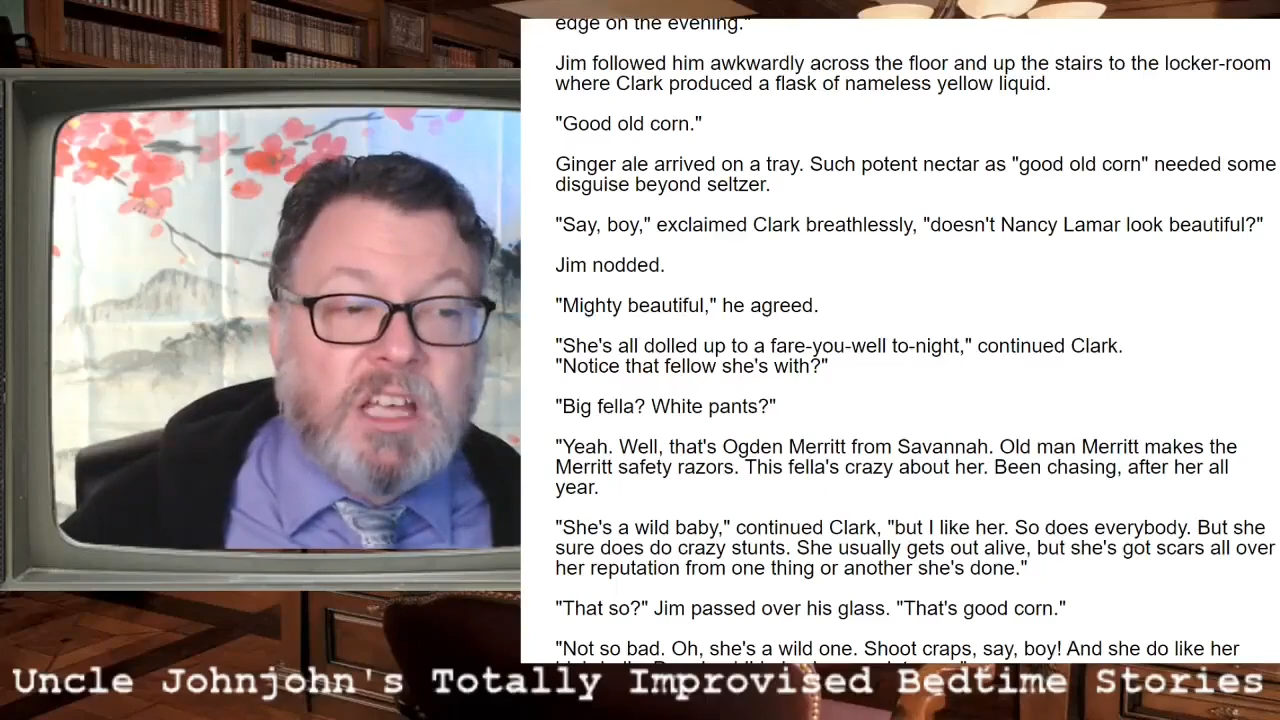 edge on the evening."
Jim followed him awkwardly across the floor and up the stairs to the locker-room
where Clark produced a flask of nameless yellow liquid.
"Good old corn."
Ginger ale arrived on a tray. Such potent nectar as "good old corn" needed some
disguise beyond seltzer.
"Say, boy," exclaimed Clark breathlessly, "doesn't Nancy Lamar look beautiful?"
Jim nodded.
"Mighty beautiful," he agreed.
"She's all dolled up to a fare-you-well to-night," continued Clark.
"Notice that fellow she's with?"
"Big fella? White pants?"
"Yeah. Well, that's Ogden Merritt from Savannah. Old man Merritt makes the
Merritt safety razors. This fella's crazy about her. Been chasing, after her all
year.
"She's a wild baby," continued Clark, "but I like her. So does everybody. But she
sure does do crazy stunts. She usually gets out alive, but she's got scars all over
her reputation from one thing or another she's done."
"That so?" Jim passed over his glass. "That's good corn."
"Not so bad. Oh, she's a wild one. Shoot craps, say, boy! And she do like her
Uncle Johnjohn's Totally Improvised Bedtime Stories